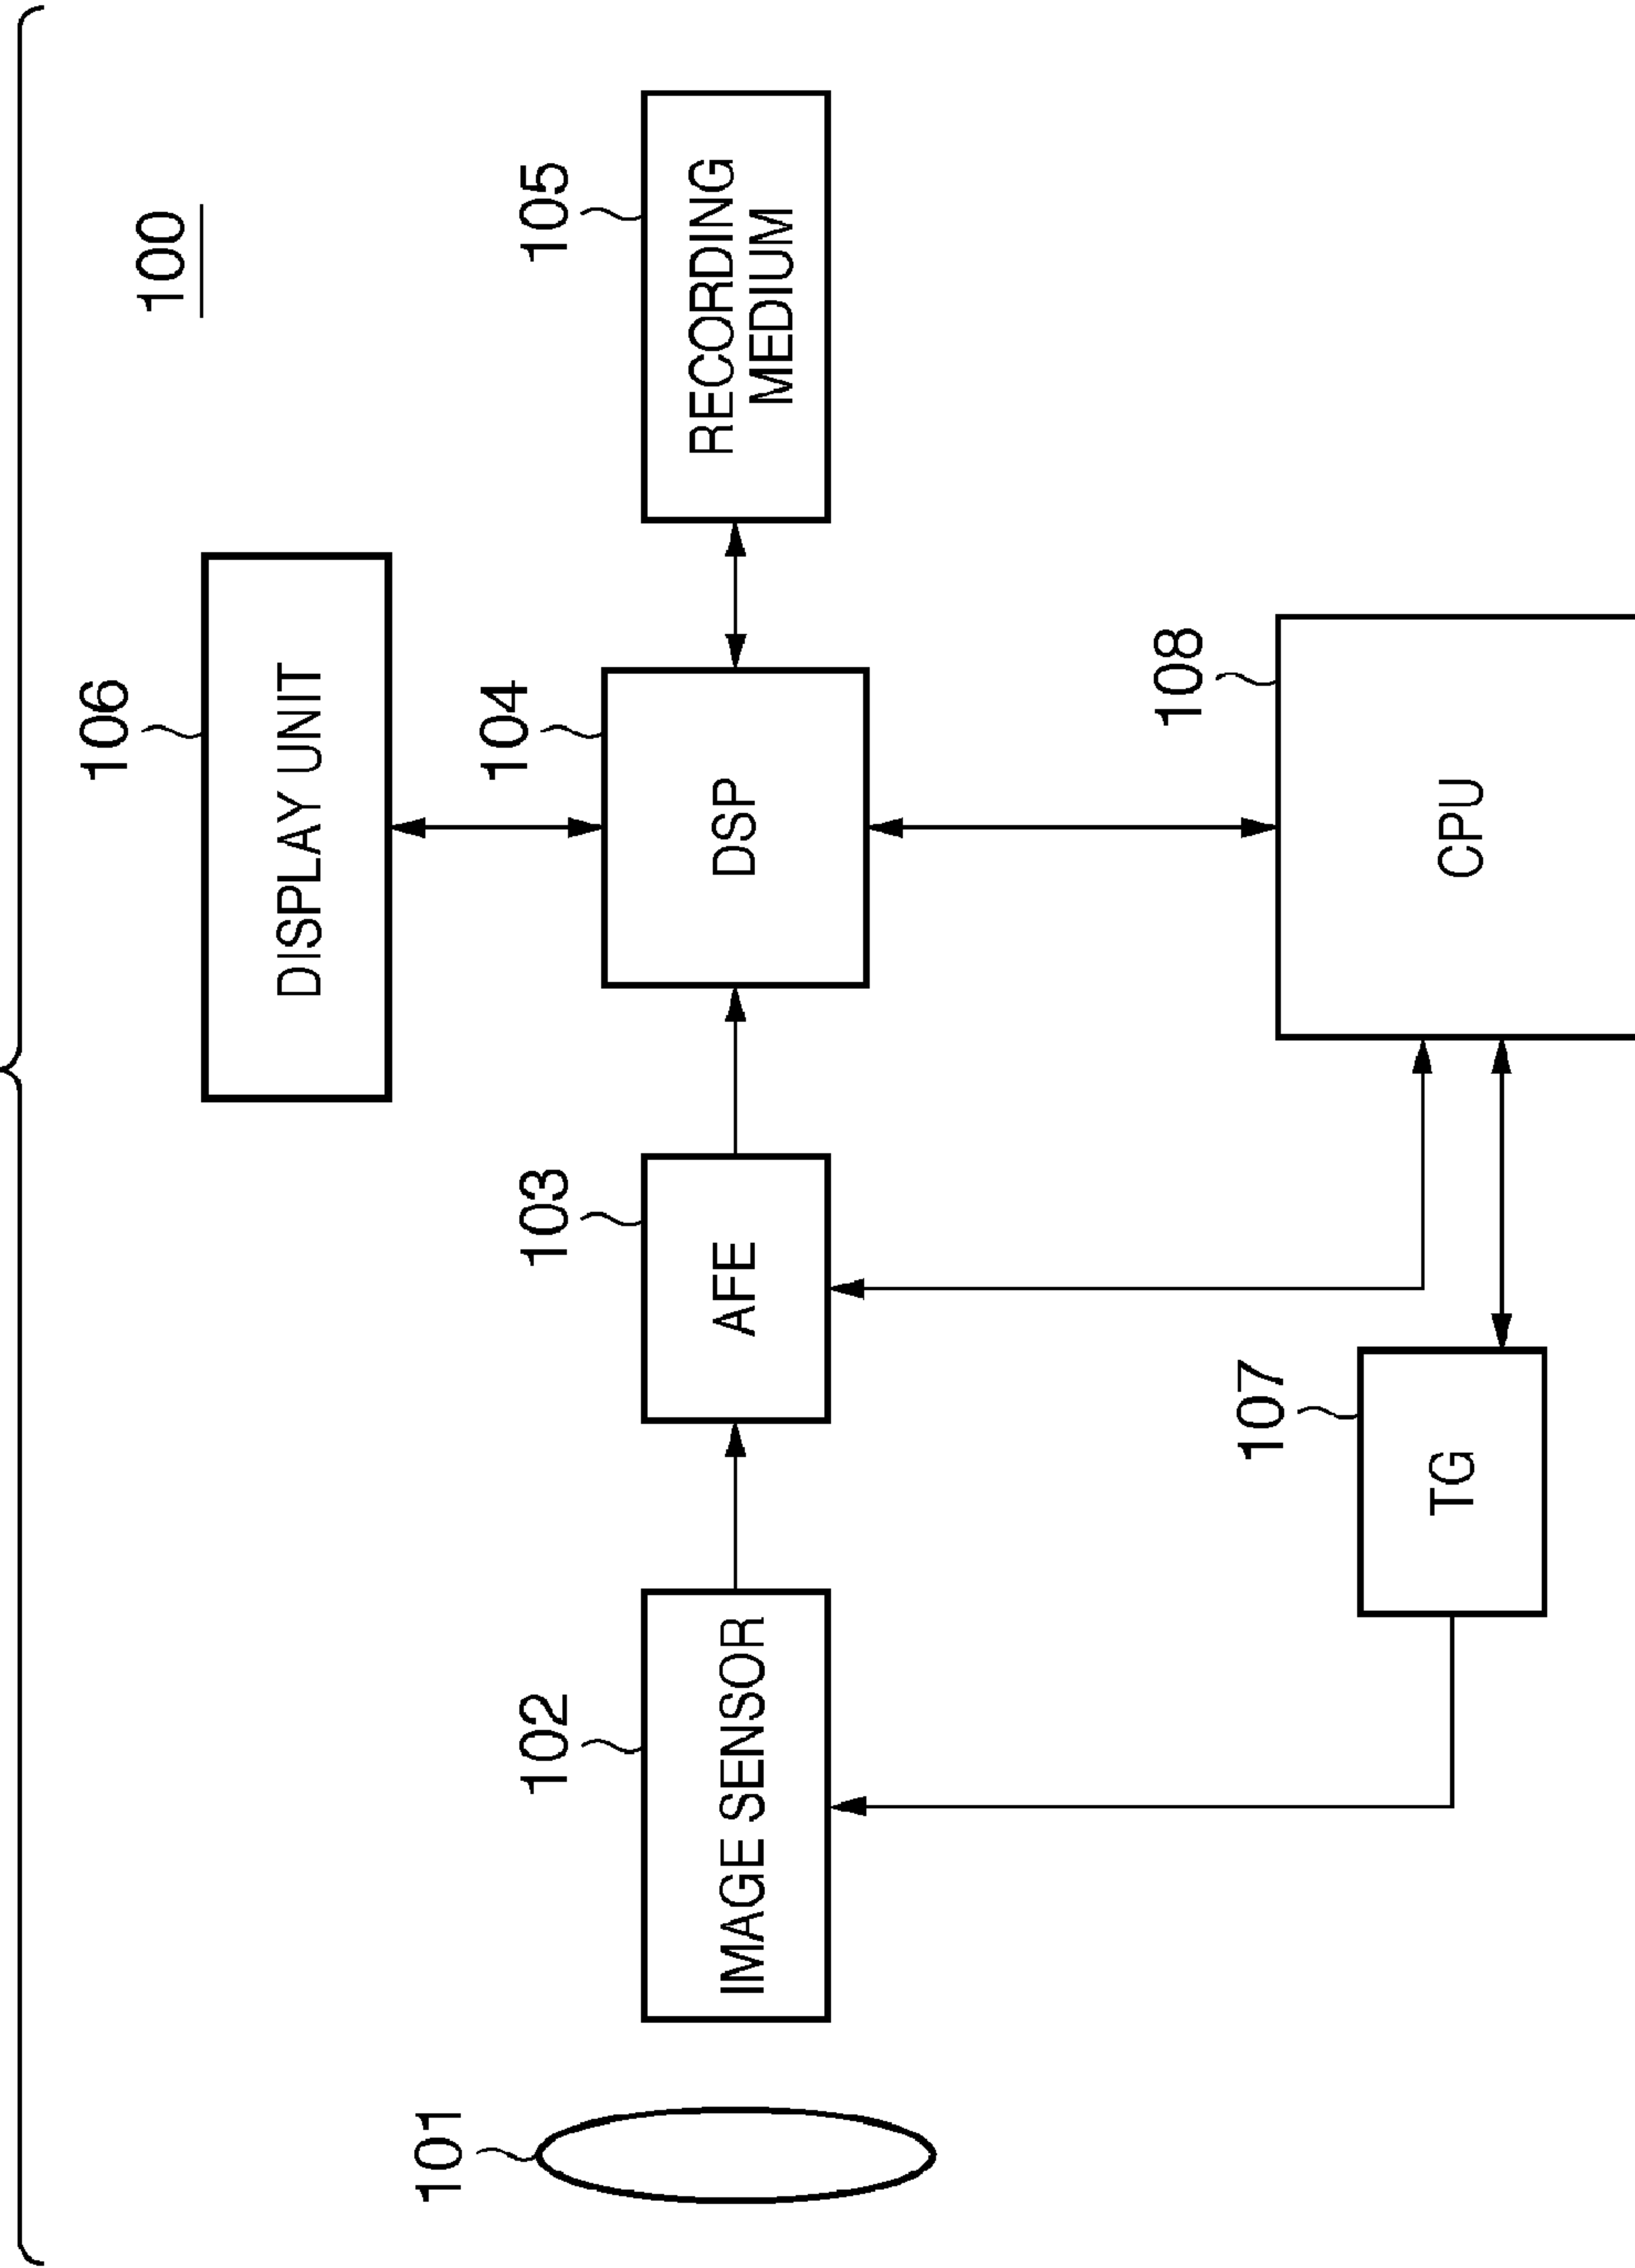 100
106
DISPLAY UNIT
101
102
IMAGE SENSOR
103
AFE
104
DSP
105
RECORDING
MEDIUM
107
TG
108
CPU